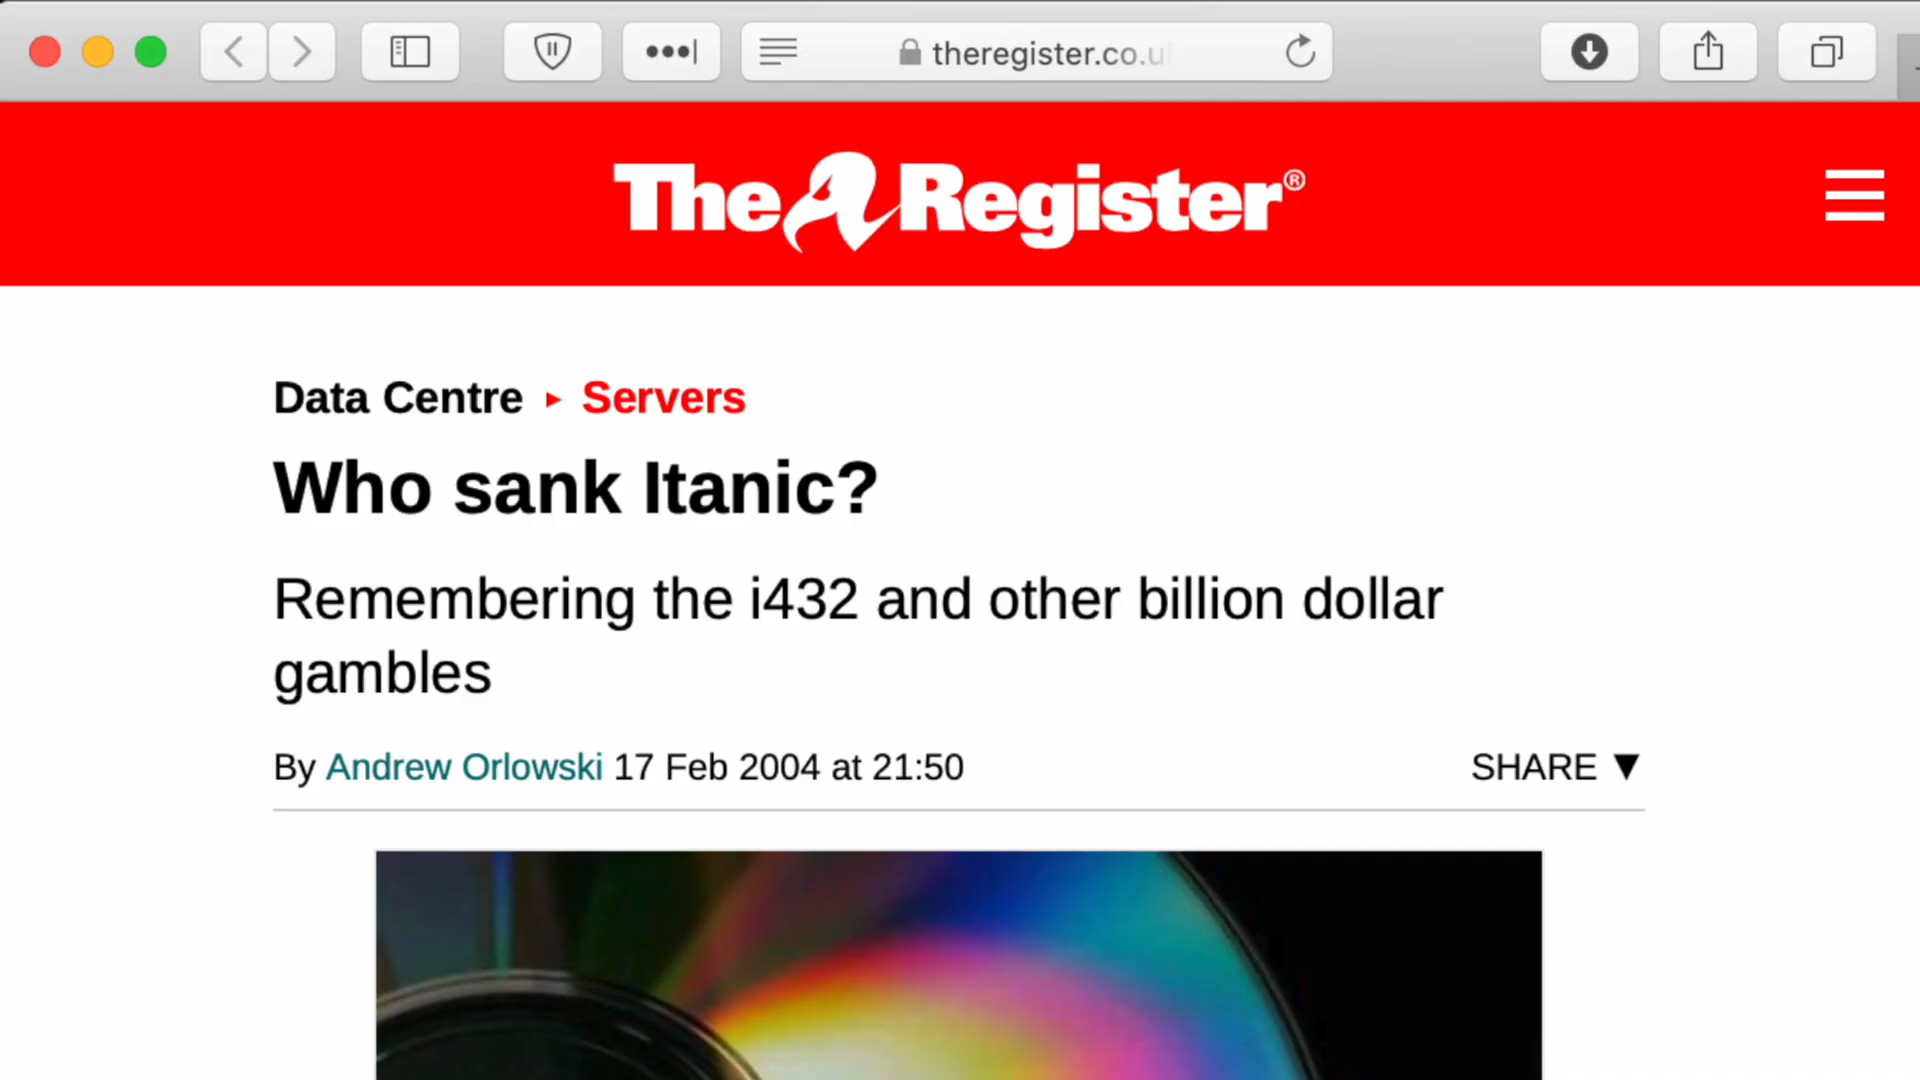 theregister.co.u
The Register®
Data Centre ▸ Servers
Who sank Itanic?
Remembering the i432 and other billion dollar
gambles
By Andrew Orlowski 17 Feb 2004 at 21:50
SHARE ▼